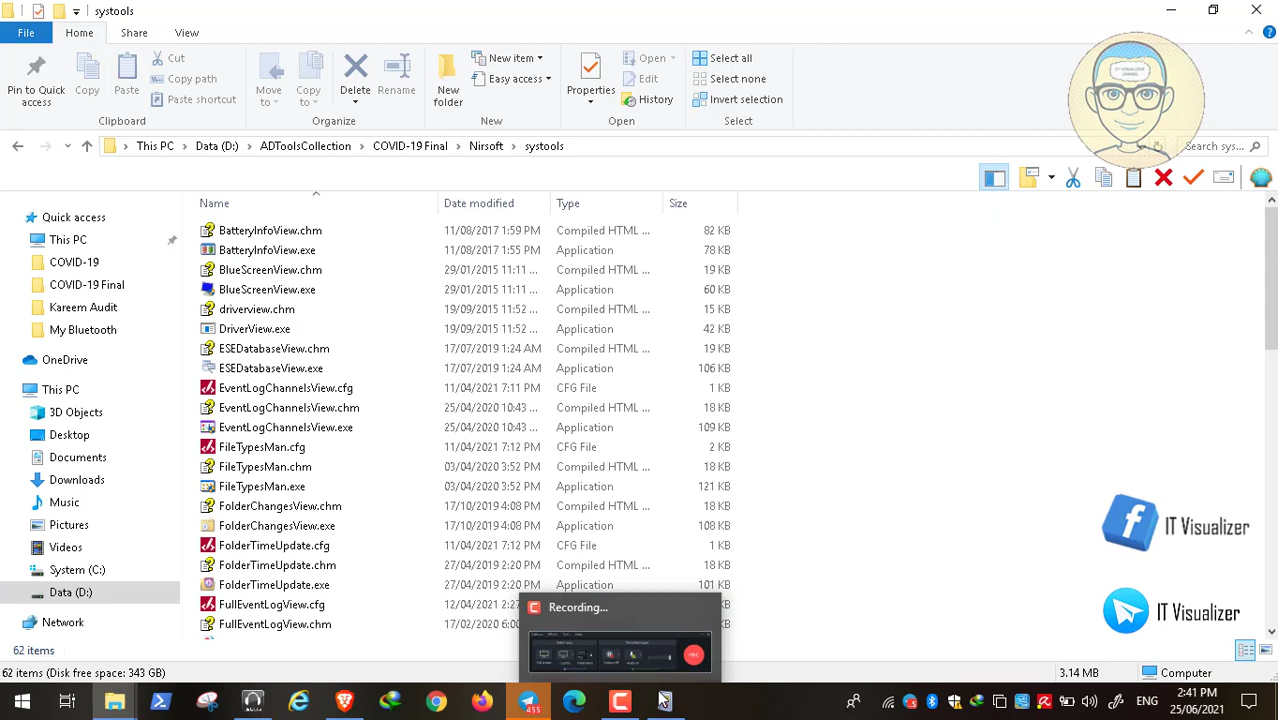 systools
File Home Share View
Pin to Quick access
Copy
Paste
Cut
Copy path
Paste shortcut
Clipboard
Move to
Copy to
Delete
Rename
Organize
New folder
New item
Easy access
New
Properties
Open
Edit
History
Open
Select all
Select none
Invert selection
Select
IT VISUALIZER
CHANNEL
This PC > Data (D:) > ADToolsCollection > COVID-19 Final > Nirsoft > systools
Search sys...
Quick access
This PC
COVID-19
COVID-19 Final
Kareem Audit
My Bluetooth
OneDrive
This PC
3D Objects
Desktop
Documents
Downloads
Music
Pictures
Videos
System (C:)
Data (D:)
Network
Name Date modified Type Size
BatteryInfoView.chm 11/08/2017 1:59 PM Compiled HTML ... 82 KB
BatteryInfoView.exe 11/08/2017 1:55 PM Application 78 KB
BlueScreenView.chm 29/01/2015 11:11 ... Compiled HTML ... 19 KB
BlueScreenView.exe 29/01/2015 11:11 ... Application 60 KB
driverview.chm 19/09/2015 11:52 ... Compiled HTML ... 15 KB
DriverView.exe 19/09/2015 11:52 ... Application 42 KB
ESEDatabaseView.chm 17/07/2019 1:24 AM Compiled HTML ... 19 KB
ESEDatabaseView.exe 17/07/2019 1:24 AM Application 106 KB
EventLogChannelsView.cfg 11/04/2021 7:11 PM CFG File 1 KB
EventLogChannelsView.chm 25/04/2020 10:43 ... Compiled HTML ... 18 KB
EventLogChannelsView.exe 25/04/2020 10:43 ... Application 109 KB
FileTypesMan.cfg 11/04/2021 7:12 PM CFG File 2 KB
FileTypesMan.chm 03/04/2020 3:52 PM Compiled HTML ... 18 KB
FileTypesMan.exe 03/04/2020 3:52 PM Application 121 KB
FolderChangesView.chm 17/10/2019 4:08 PM Compiled HTML ... 18 KB
FolderChangesView.exe 17/10/2019 4:08 PM Application 108 KB
FolderTimeUpdate.cfg 11/04/2021 7:12 PM CFG File 1 KB
FolderTimeUpdate.chm 27/04/2019 2:20 PM Compiled HTML ... 18 KB
FolderTimeUpdate.exe 27/04/2019 2:20 PM Application 101 KB
FullEventLogView.cfg 12/04/2021 2:27
FullEventLogView.chm 17/02/2020 6:00
Recording...
IT Visualizer
IT Visualizer
62 items
3.14 MB
Computer
455
ENG
2:41 PM
25/06/2021